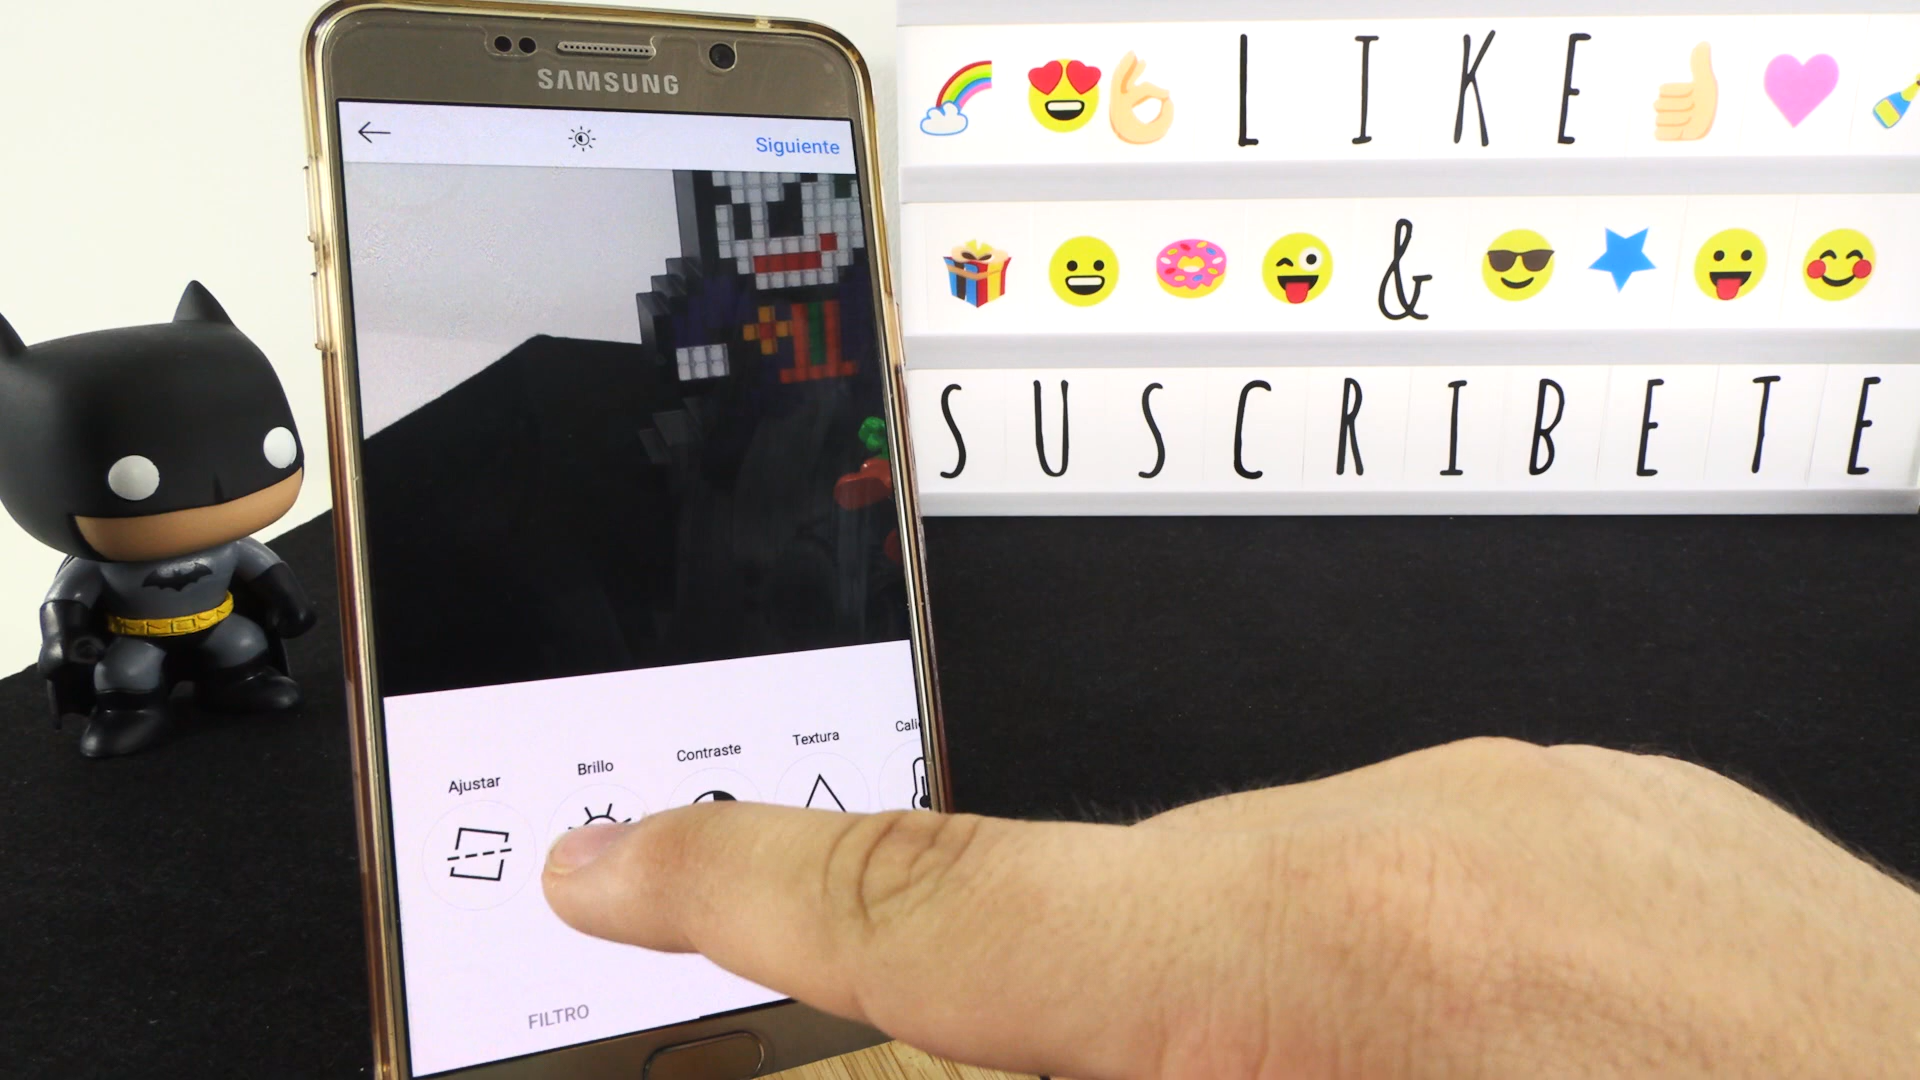 SAMSUNG
Siguiente
Ajustar
Brillo
Contraste
Textura
FILTRO
LIKE
&
SUSCRIBETE